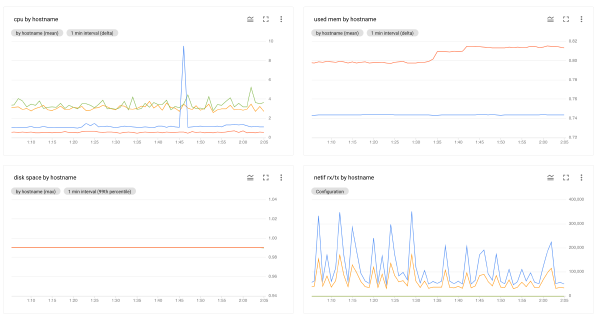 cpu by hostname
by hostname (mean) 1 min interval (delta)
10
8
6
4
2
0
1:10 1:15 1:20 1:25 1:30 1:35 1:40 1:45 1:50 1:55 2:00 2:05
used mem by hostname
by hostname (mean) 1 min interval (delta)
0.82
0.80
0.78
0.76
0.74
0.72
1:10 1:15 1:20 1:25 1:30 1:35 1:40 1:45 1:50 1:55 2:00 2:05
disk space by hostname
by hostname (max) 1 min interval (99th percentile)
1.04
1.02
1.00
0.98
0.96
0.94
1:10 1:15 1:20 1:25 1:30 1:35 1:40 1:45 1:50 1:55 2:00 2:05
netif rx/tx by hostname
Configuration
400,000
300,000
200,000
100,000
0
1:10 1:15 1:20 1:25 1:30 1:35 1:40 1:45 1:50 1:55 2:00 2:05